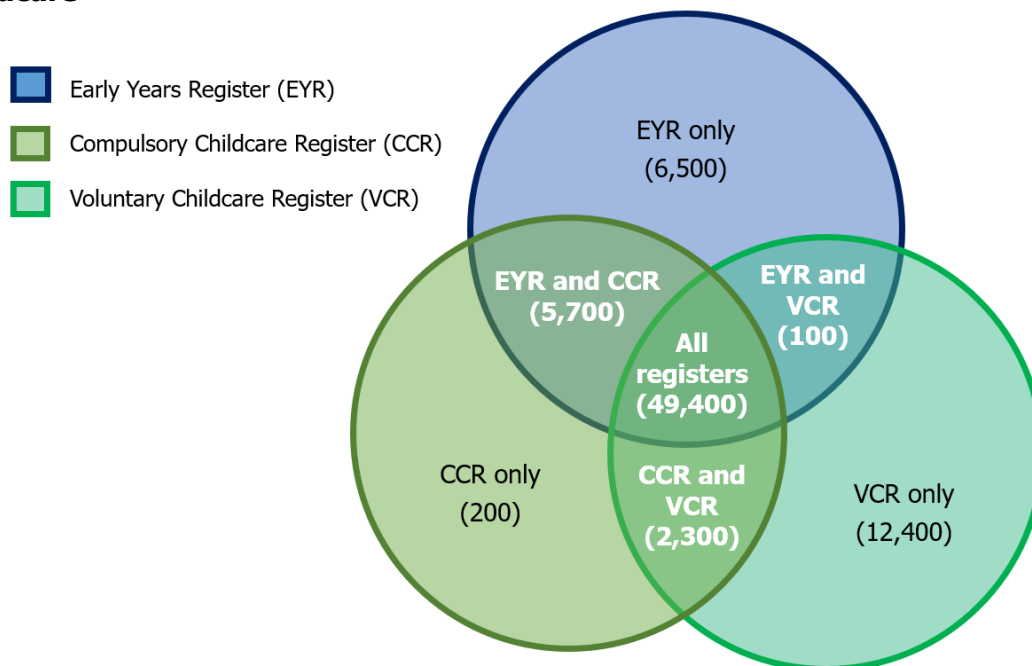 Early Years Register (EYR)
Compulsory Childcare Register (CCR)
Voluntary Childcare Register (VCR)
EYR only
(6,500)
EYR and CCR
(5,700)
EYR and
VCR
(100)
All
registers
(49,400)
CCR only
(200)
CCR and
VCR
(2,300)
VCR only
(12,400)